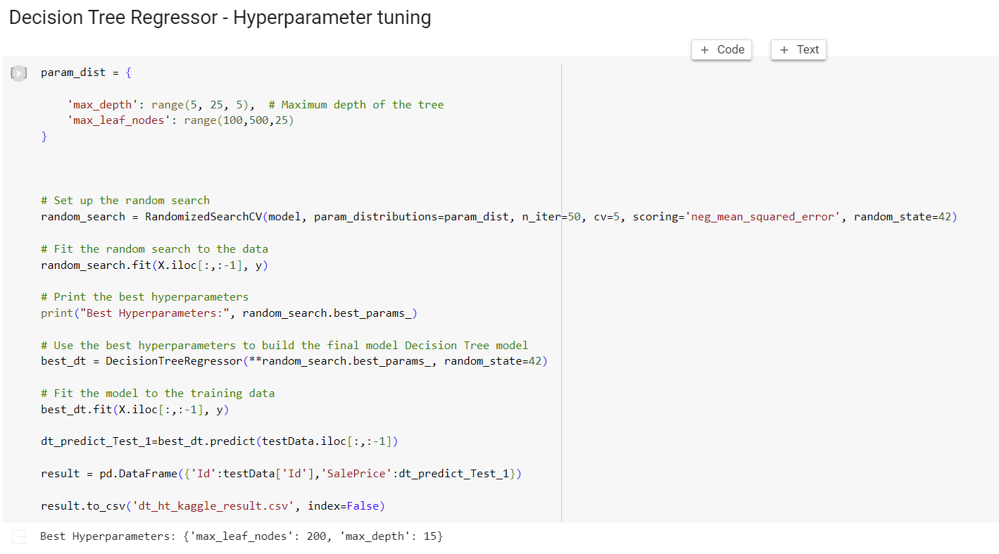 Decision Tree Regressor - Hyperparameter tuning
+ Code + Text
[ ] param_dist = {
'max_depth': range(5, 25, 5),  # Maximum depth of the tree
'max_leaf_nodes': range(100,500,25)
}
# Set up the random search
random_search = RandomizedSearchCV(model, param_distributions=param_dist, n_iter=50, cv=5, scoring='neg_mean_squared_error', random_state=42)
# Fit the random search to the data
random_search.fit(X.iloc[:,:-1], y)
# Print the best hyperparameters
print("Best Hyperparameters:", random_search.best_params_)
# Use the best hyperparameters to build the final model Decision Tree model
best_dt = DecisionTreeRegressor(**random_search.best_params_, random_state=42)
# Fit the model to the training data
best_dt.fit(X.iloc[:,:-1], y)
dt_predict_Test_1=best_dt.predict(testData.iloc[:,:-1])
result = pd.DataFrame({'Id':testData['Id'],'SalePrice':dt_predict_Test_1})
result.to_csv('dt_ht_kaggle_result.csv', index=False)
Best Hyperparameters: {'max_leaf_nodes': 200, 'max_depth': 15}